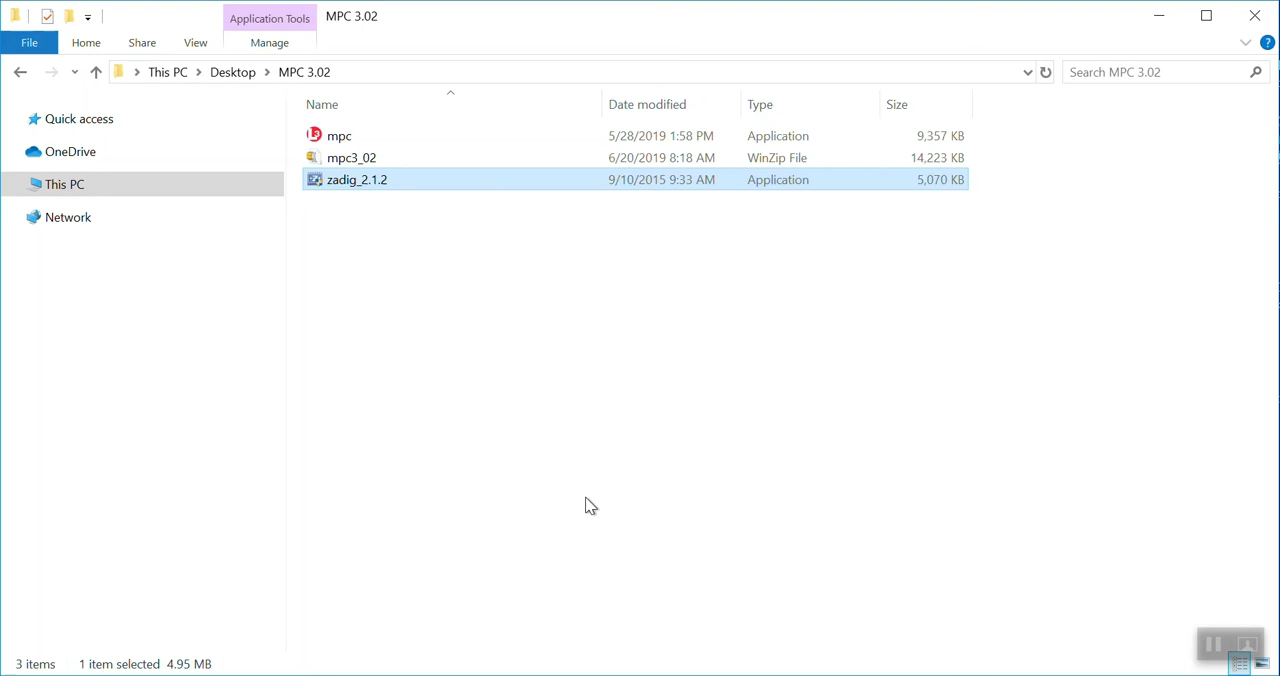 Application Tools MPC 3.02
File Home Share View Manage ?
This PC Desktop MPC 3.02 Search MPC 3.02
Name Date modified Type Size
Quick access
OneDrive
This PC
Network
L3 mpc 5/28/2019 1:58 PM Application 9,357 KB
mpc3_02 6/20/2019 8:18 AM WinZip File 14,223 KB
zadig_2.1.2 9/10/2015 9:33 AM Application 5,070 KB
3 items 1 item selected 4.95 MB